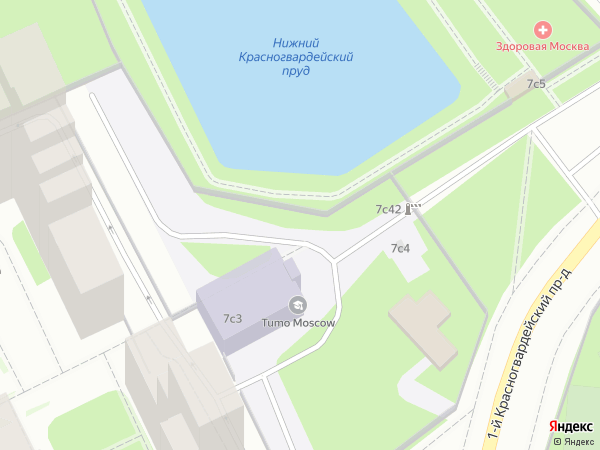 Здоровая Москва
Нижний
Красногвардейский
пруд
7с5
7с42
7с4
7с3
Tumo Moscow
1-й Красногвардейский пр-д
Яндекс
© Яндекс